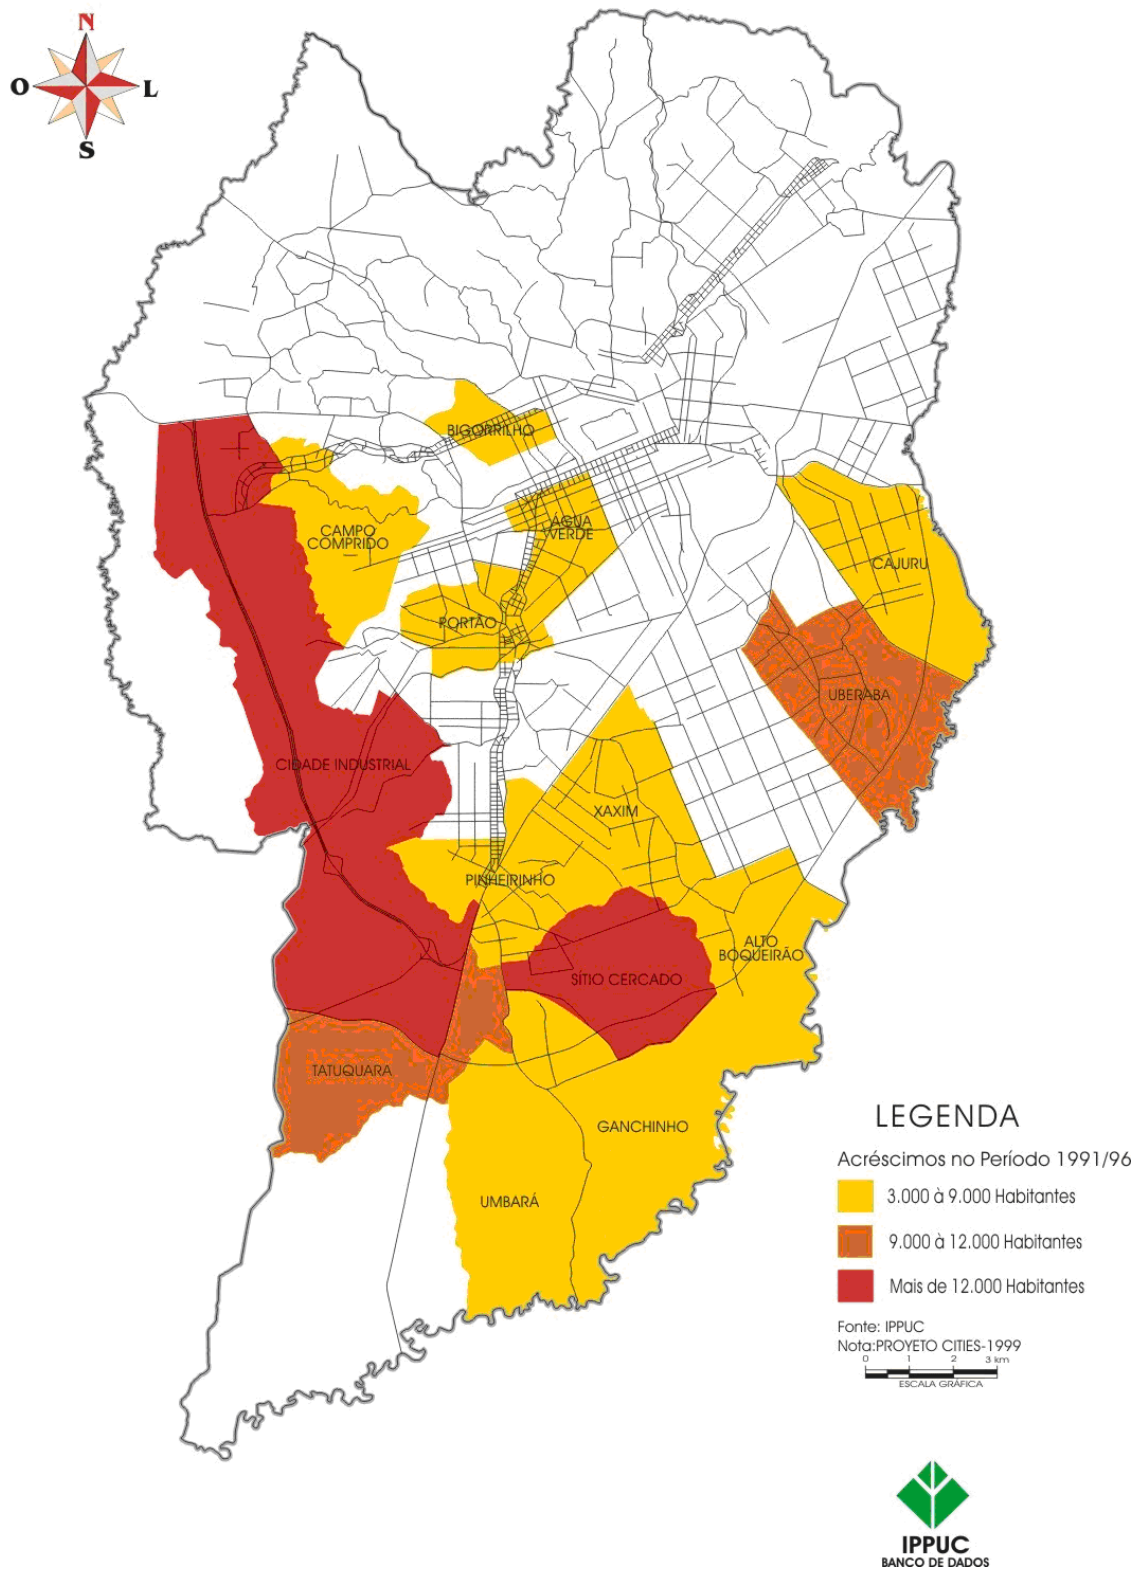 N
O
L
S
BIGORRILHO
ÁGUA
VERDE
CAMPO
COMPRIDO
CAJURU
PORTÃO
UBERABA
CIDADE INDUSTRIAL
XAXIM
PINHEIRINHO
ALTO
BOQUEIRÃO
SÍTIO CERCADO
TATUQUARA
GANCHINHO
UMBARÁ
LEGENDA
Acréscimos no Período 1991/96
3.000 à 9.000 Habitantes
9.000 à 12.000 Habitantes
Mais de 12.000 Habitantes
Fonte: IPPUC
Nota:PROYETO CITIES-1999
0 1 2 3 km
ESCALA GRÁFICA
IPPUC
BANCO DE DADOS